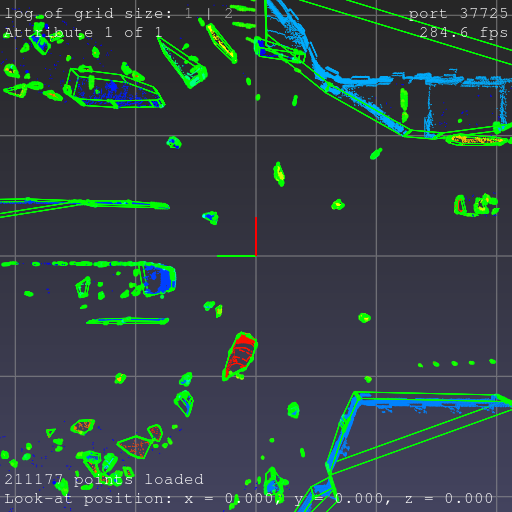 log of grid size: 1 | 2
port 37725
Attribute 1 of 1
284.6 fps
211177 points loaded
Look-at position: x = 0.000, y = 0.000, z = 0.000